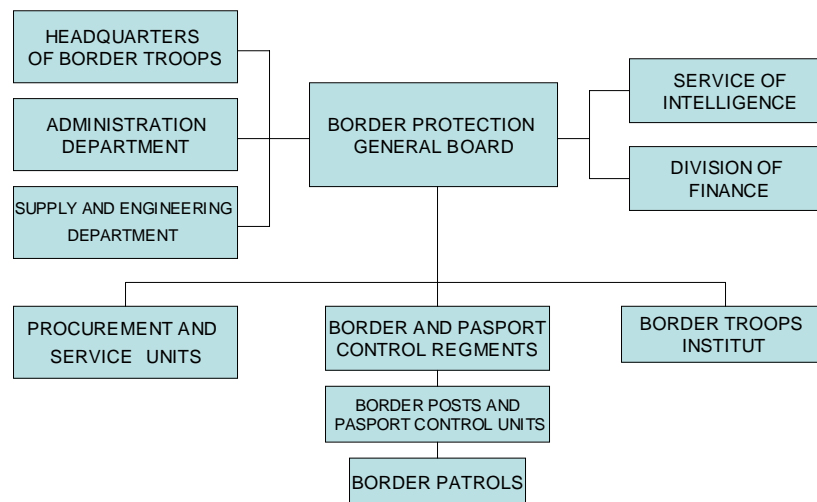 HEADQUARTERS
OF BORDER TROOPS
ADMINISTRATION
DEPARTMENT
SUPPLY AND ENGINEERING
DEPARTMENT
BORDER PROTECTION
GENERAL BOARD
SERVICE OF
INTELLIGENCE
DIVISION OF
FINANCE
PROCUREMENT AND
SERVICE UNITS
BORDER AND PASPORT
CONTROL REGMENTS
BORDER TROOPS
INSTITUT
BORDER POSTS AND
PASPORT CONTROL UNITS
BORDER PATROLS